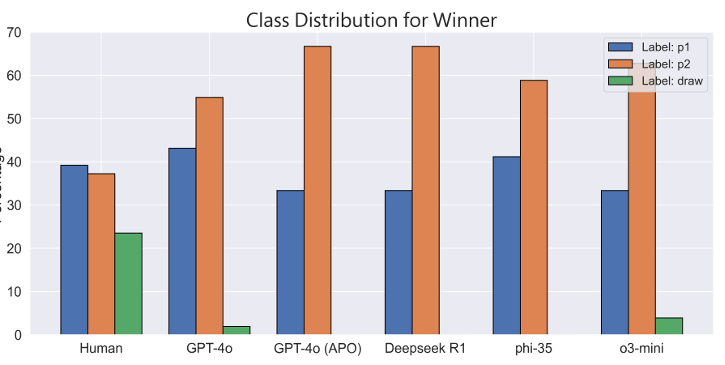 Class Distribution for Winner
70
60
50
40
30
20
10
0
Label: p1
Label: p2
Label: draw
Human
GPT-4o
GPT-4o (APO)
Deepseek R1
phi-35
o3-mini